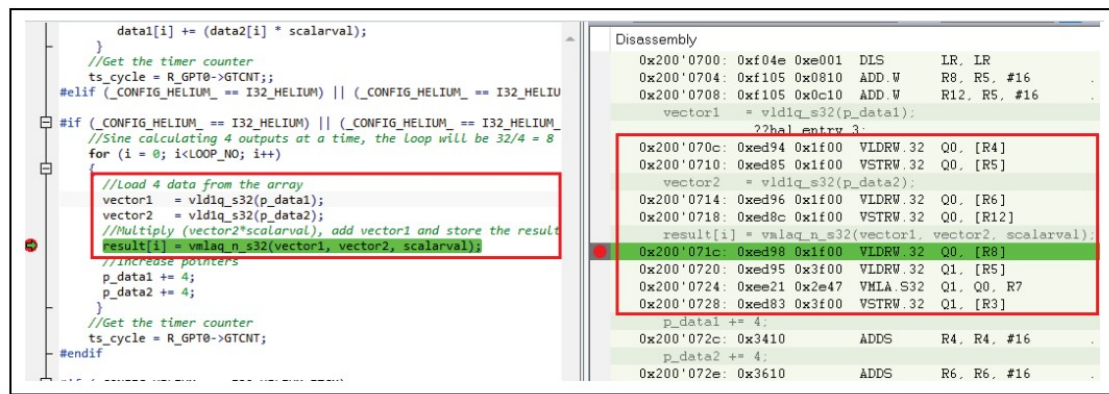 data1[i] += (data2[i] * scalarval);
}
//Get the timer counter
ts_cycle = R_GPT0->GTCNT;;
#elif (_CONFIG_HELIUM_ == I32_HELIUM) || (_CONFIG_HELIUM_ == I32_HELIU
#if (_CONFIG_HELIUM_ == I32_HELIUM) || (_CONFIG_HELIUM_ == I32_HELIUM_
//Sine calculating 4 outputs at a time, the loop will be 32/4 = 8
for (i = 0; i<LOOP_NO; i++)
{
//Load 4 data from the array
vector1 = vld1q_s32(p_data1);
vector2 = vld1q_s32(p_data2);
//Multiply (vector2*scalarval), add vector1 and store the result
result[i] = vmlaq_n_s32(vector1, vector2, scalarval);
//Increase pointers
p_data1 += 4;
p_data2 += 4;
}
//Get the timer counter
ts_cycle = R_GPT0->GTCNT;
#endif
Disassembly
0x200'0700: 0xf04e 0xe001 DLS LR, LR
0x200'0704: 0xf105 0x0810 ADD.W R8, R5, #16
0x200'0708: 0xf105 0x0c10 ADD.W R12, R5, #16
vector1 = vld1q_s32(p_data1);
??hal_entry_3:
0x200'070c: 0xed94 0x1f00 VLDRW.32 Q0, [R4]
0x200'0710: 0xed85 0x1f00 VSTRW.32 Q0, [R5]
vector2 = vld1q_s32(p_data2);
0x200'0714: 0xed96 0x1f00 VLDRW.32 Q0, [R6]
0x200'0718: 0xed8c 0x1f00 VSTRW.32 Q0, [R12]
result[i] = vmlaq_n_s32(vector1, vector2, scalarval);
0x200'071c: 0xed98 0x1f00 VLDRW.32 Q0, [R8]
0x200'0720: 0xed95 0x3f00 VLDRW.32 Q1, [R5]
0x200'0724: 0xee21 0x2e47 VMLA.S32 Q1, Q0, R7
0x200'0728: 0xed83 0x3f00 VSTRW.32 Q1, [R3]
p_data1 += 4;
0x200'072c: 0x3410 ADDS R4, R4, #16
p_data2 += 4;
0x200'072e: 0x3610 ADDS R6, R6, #16